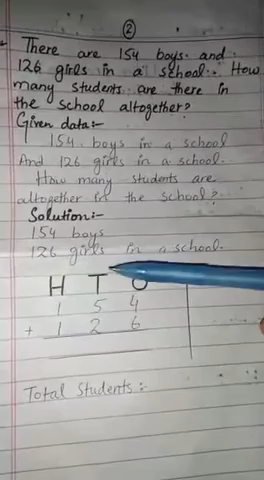 ②
There are 154 boys and
126 girls in a school. How
many students are there in
the school altogether?
Given data:-
154 boys in a school
And 126 girls in a school.
How many students are
altogether in the school?
Solution:-
154 boys
126 girls in a school.
H T O
1 5 4
+ 1 2 6
Total Students:-